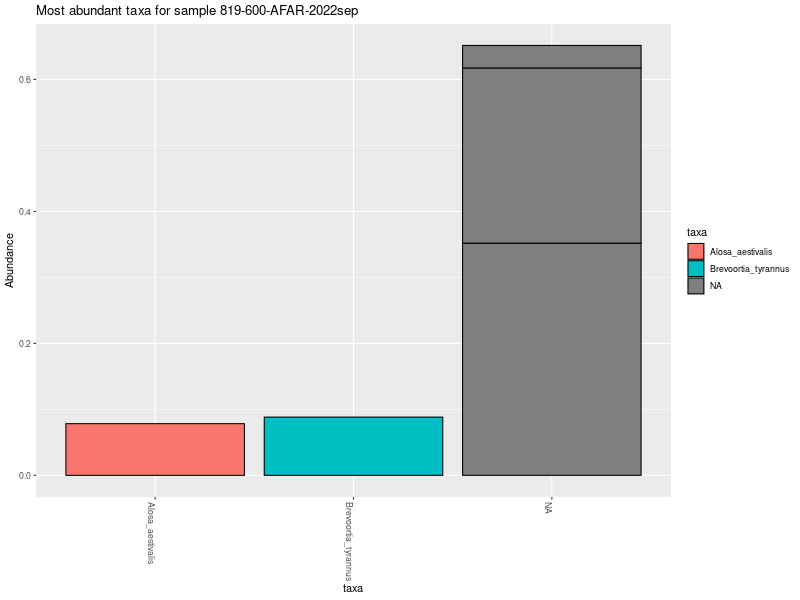 Most abundant taxa for sample 819-600-AFAR-2022sep
Abundance
0.6
0.4
0.2
0.0
Alosa_aestivalis
Brevoortia_tyrannus
NA
taxa
taxa
Alosa_aestivalis
Brevoortia_tyrannus
NA